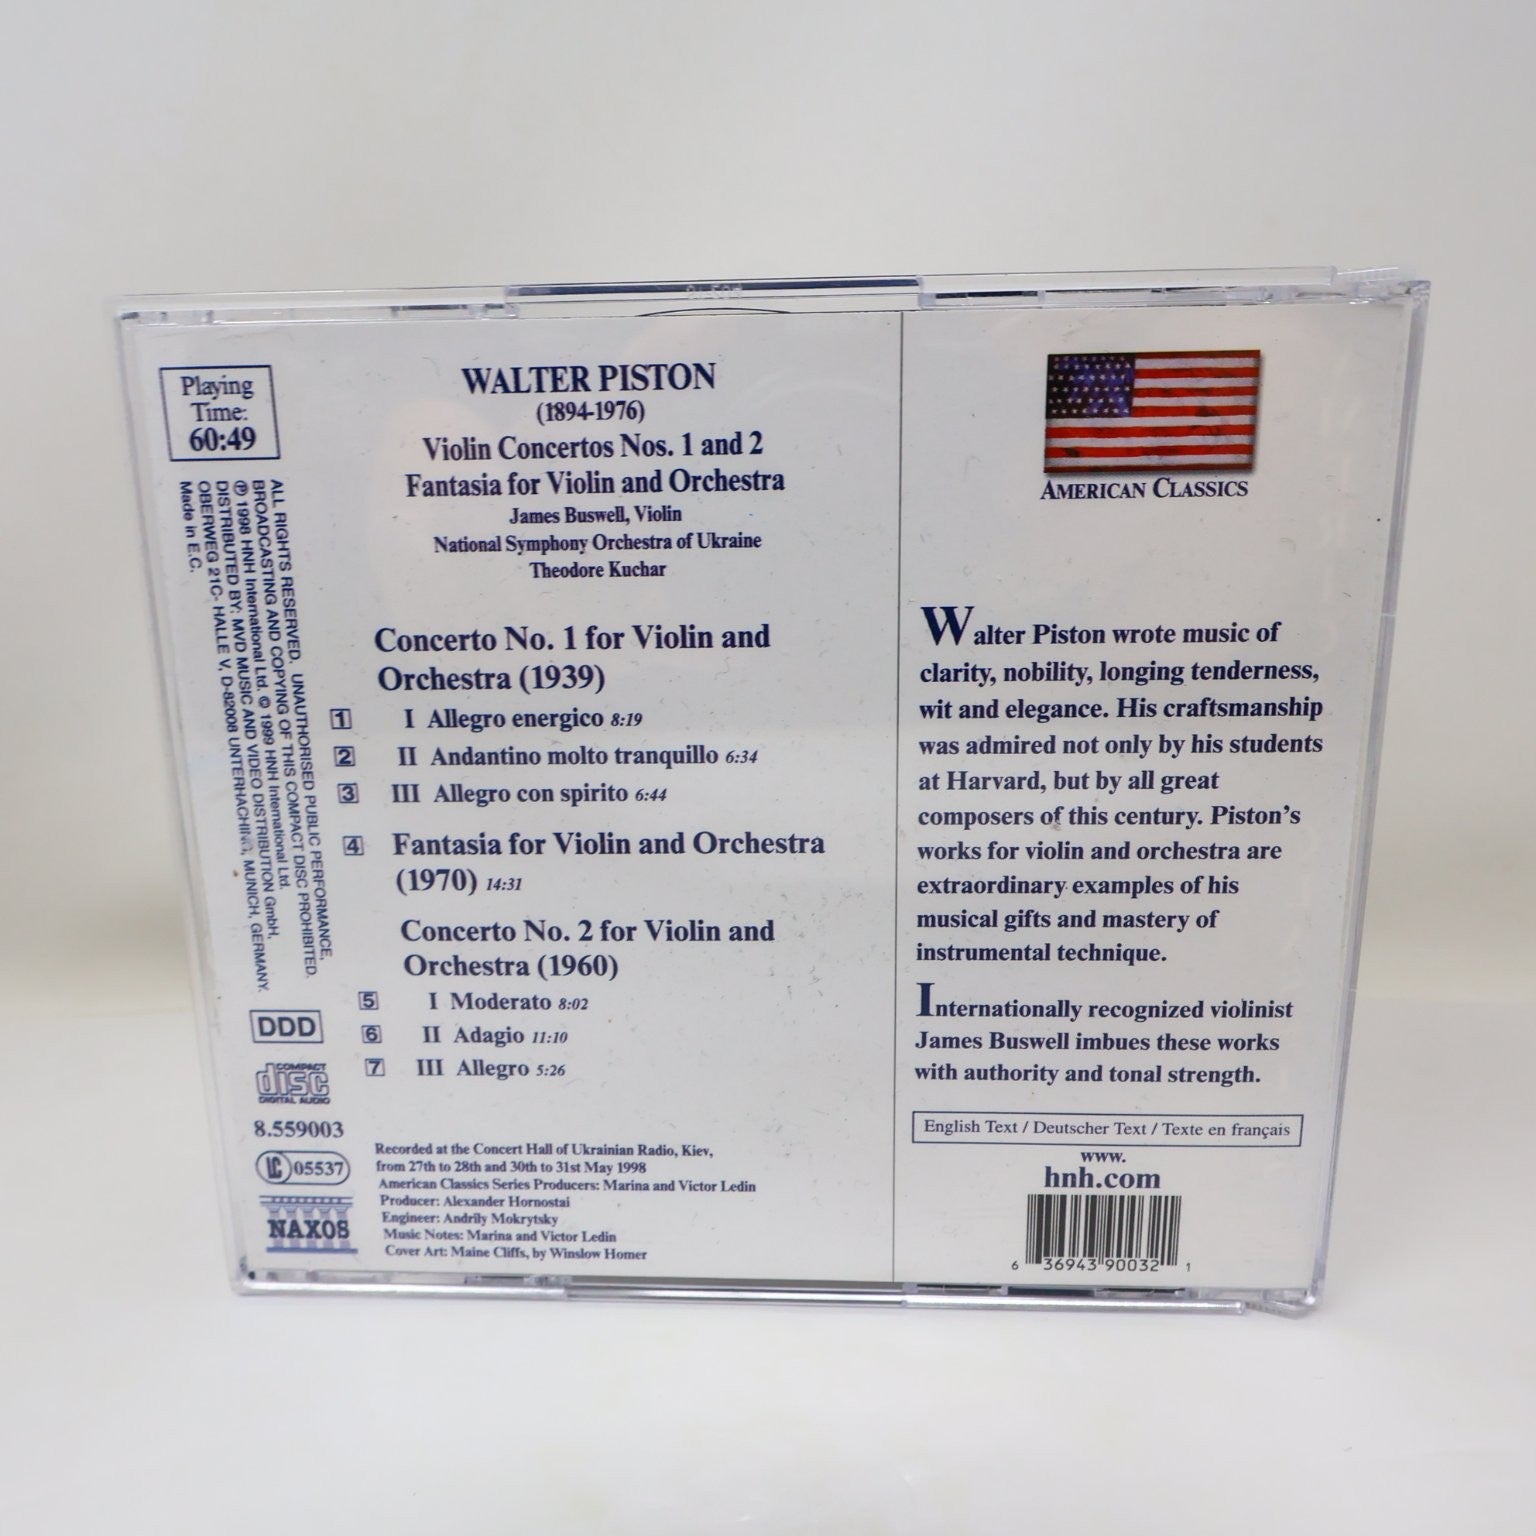 Playing
Time:
60:49
ALL RIGHTS RESERVED. UNAUTHORISED PUBLIC PERFORMANCE,
BROADCASTING AND COPYING OF THIS COMPACT DISC PROHIBITED.
℗ 1998 HNH International Ltd. © 1999 HNH International Ltd.
DISTRIBUTED BY: MVD MUSIC AND VIDEO DISTRIBUTION GmbH,
OBERWEG 21C- HALLE V, D-82008 UNTERHACHING, MUNICH, GERMANY.
Made in E.C.
DDD
COMPACT
disc
DIGITAL AUDIO
8.559003
LC 05537
NAXOS
WALTER PISTON
(1894-1976)
Violin Concertos Nos. 1 and 2
Fantasia for Violin and Orchestra
James Buswell, Violin
National Symphony Orchestra of Ukraine
Theodore Kuchar
Concerto No. 1 for Violin and
Orchestra (1939)
1 I Allegro energico 8:19
2 II Andantino molto tranquillo 6:34
3 III Allegro con spirito 6:44
4 Fantasia for Violin and Orchestra
(1970) 14:31
Concerto No. 2 for Violin and
Orchestra (1960)
5 I Moderato 8:02
6 II Adagio 11:10
7 III Allegro 5:26
Recorded at the Concert Hall of Ukrainian Radio, Kiev,
from 27th to 28th and 30th to 31st May 1998
American Classics Series Producers: Marina and Victor Ledin
Producer: Alexander Hornostai
Engineer: Andrily Mokrytsky
Music Notes: Marina and Victor Ledin
Cover Art: Maine Cliffs, by Winslow Homer
AMERICAN CLASSICS
Walter Piston wrote music of
clarity, nobility, longing tenderness,
wit and elegance. His craftsmanship
was admired not only by his students
at Harvard, but by all great
composers of this century. Piston's
works for violin and orchestra are
extraordinary examples of his
musical gifts and mastery of
instrumental technique.
Internationally recognized violinist
James Buswell imbues these works
with authority and tonal strength.
English Text / Deutscher Text / Texte en français
www.
hnh.com
6 36943 90032 1